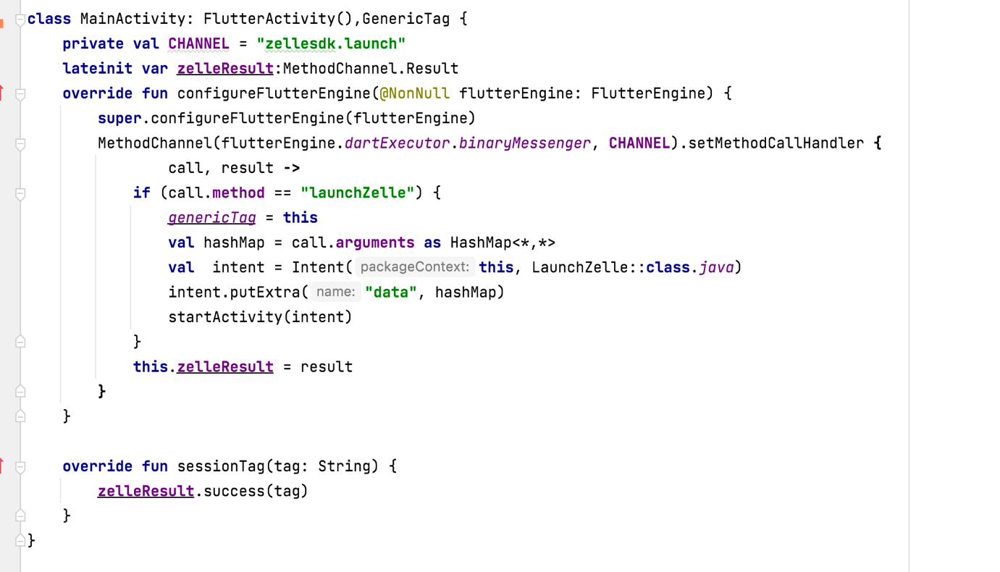 class MainActivity: FlutterActivity(),GenericTag {
    private val CHANNEL = "zellesdk.launch"
    lateinit var zelleResult:MethodChannel.Result
    override fun configureFlutterEngine(@NonNull flutterEngine: FlutterEngine) {
        super.configureFlutterEngine(flutterEngine)
        MethodChannel(flutterEngine.dartExecutor.binaryMessenger, CHANNEL).setMethodCallHandler {
                call, result ->
            if (call.method == "launchZelle") {
                genericTag = this
                val hashMap = call.arguments as HashMap<*,*>
                val  intent = Intent( packageContext: this, LaunchZelle::class.java)
                intent.putExtra( name: "data", hashMap)
                startActivity(intent)
            }
            this.zelleResult = result
        }
    }

    override fun sessionTag(tag: String) {
        zelleResult.success(tag)
    }
}